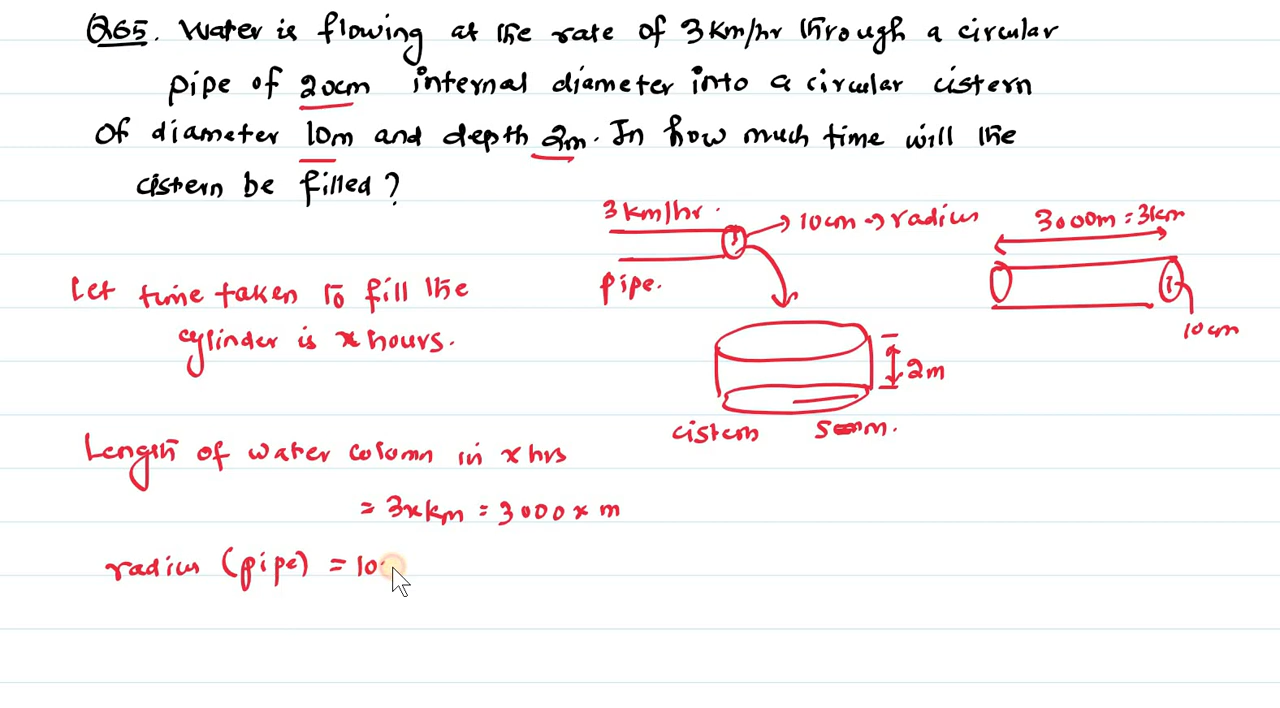 Q65. Water is flowing at the rate of 3km/hr through a circular
pipe of 20cm internal diameter into a circular cistern
Of diameter 10m and depth 2m. In how much time will the
cistern be filled?
3km/hr.
10cm → radius
3000m = 3km
pipe.
10cm
Let time taken to fill the
cylinder is x hours.
2m
cistern
Length of water column in x hrs
= 3x km = 3000 x m
radius (pipe) = 10